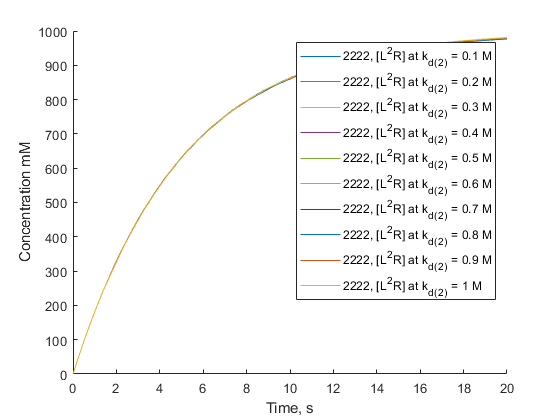 1000
900
800
700
600
500
400
300
200
100
0
Concentration mM
0 2 4 6 8 10 12 14 16 18 20
Time, s
2222, [L²R] at k_d(2) = 0.1 M
2222, [L²R] at k_d(2) = 0.2 M
2222, [L²R] at k_d(2) = 0.3 M
2222, [L²R] at k_d(2) = 0.4 M
2222, [L²R] at k_d(2) = 0.5 M
2222, [L²R] at k_d(2) = 0.6 M
2222, [L²R] at k_d(2) = 0.7 M
2222, [L²R] at k_d(2) = 0.8 M
2222, [L²R] at k_d(2) = 0.9 M
2222, [L²R] at k_d(2) = 1 M